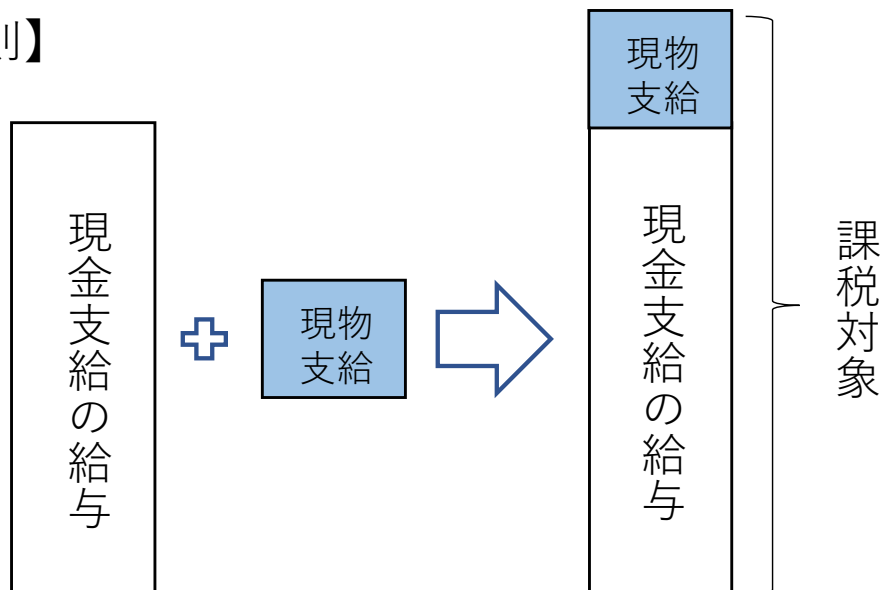 則】
現金支給の給与
現物
支給
現物
支給
現金支給の給与
課税対象